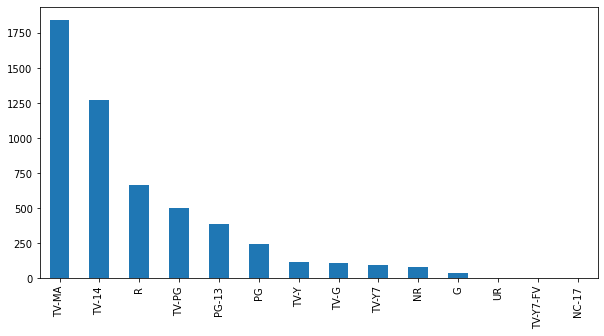 1750
1500
1250
1000
750
500
250
0
TV-MA
TV-14
R
TV-PG
PG-13
PG
TV-Y
TV-G
TV-Y7
NR
G
UR
TV-Y7-FV
NC-17